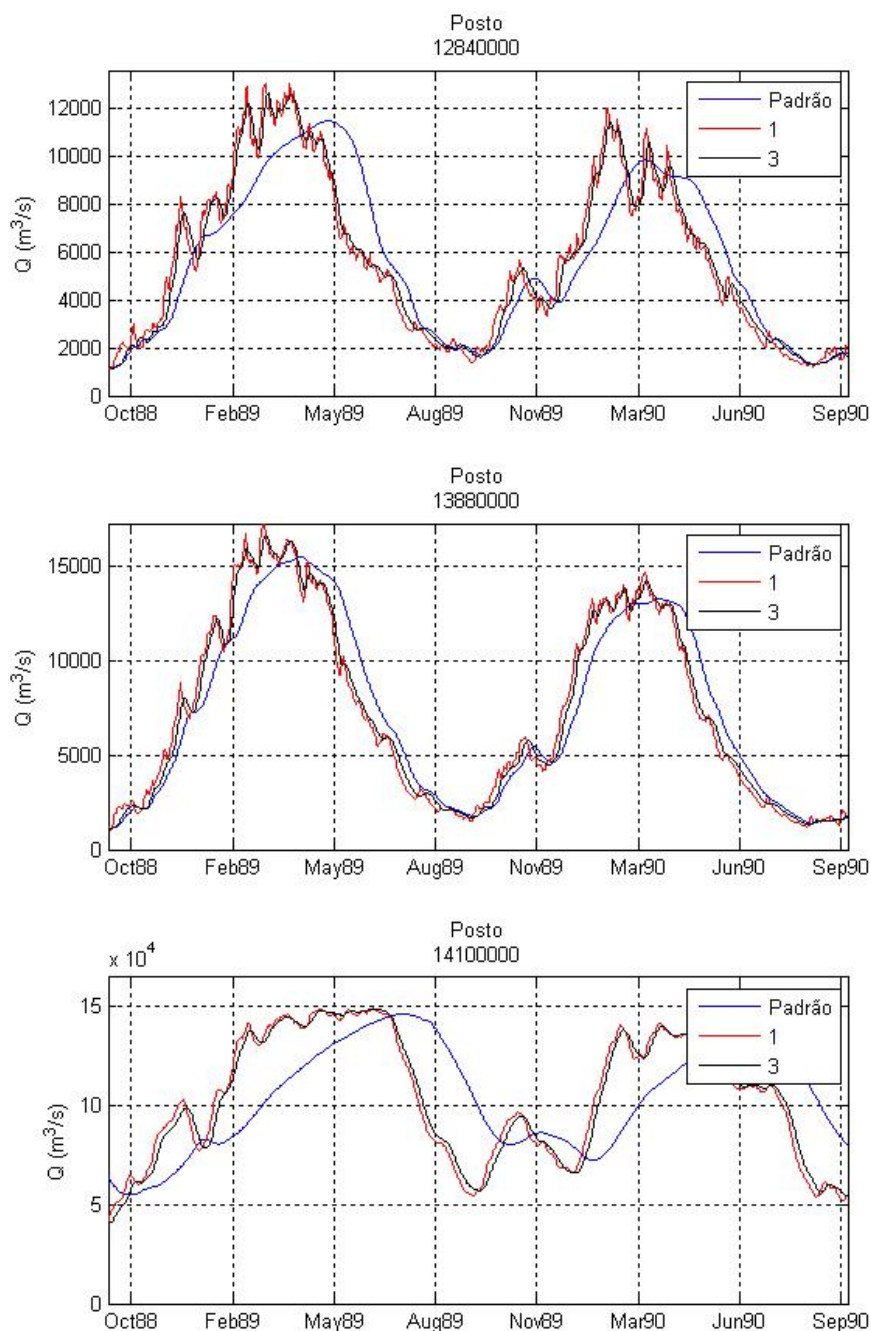 Posto
12840000
Padrão
1
3
12000
10000
8000
6000
4000
2000
0
Q (m³/s)
Oct88 Feb89 May89 Aug89 Nov89 Mar90 Jun90 Sep90
Posto
13880000
Padrão
1
3
15000
10000
5000
0
Q (m³/s)
Oct88 Feb89 May89 Aug89 Nov89 Mar90 Jun90 Sep90
Posto
14100000
x 10⁴
Padrão
1
3
15
10
5
0
Q (m³/s)
Oct88 Feb89 May89 Aug89 Nov89 Mar90 Jun90 Sep90